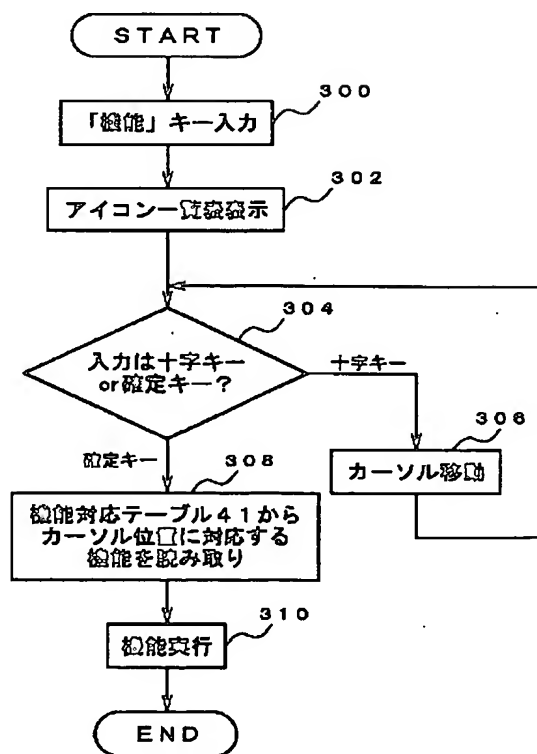 START
300
「機能」キー入力
302
アイコン一覧表表示
304
入力は十字キー
or確定キー？
十字キー
306
カーソル移動
確定キー
308
機能対応テーブル41から
カーソル位置に対応する
機能を読み取り
310
機能実行
END